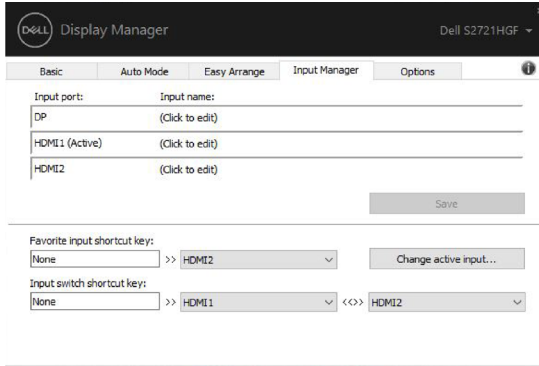 DELL Display Manager Dell S2721HGF
Basic Auto Mode Easy Arrange Input Manager Options
Input port: Input name:
DP (Click to edit)
HDMI1 (Active) (Click to edit)
HDMI2 (Click to edit)
Save
Favorite input shortcut key:
None >> HDMI2 Change active input...
Input switch shortcut key:
None >> HDMI1 <<>> HDMI2